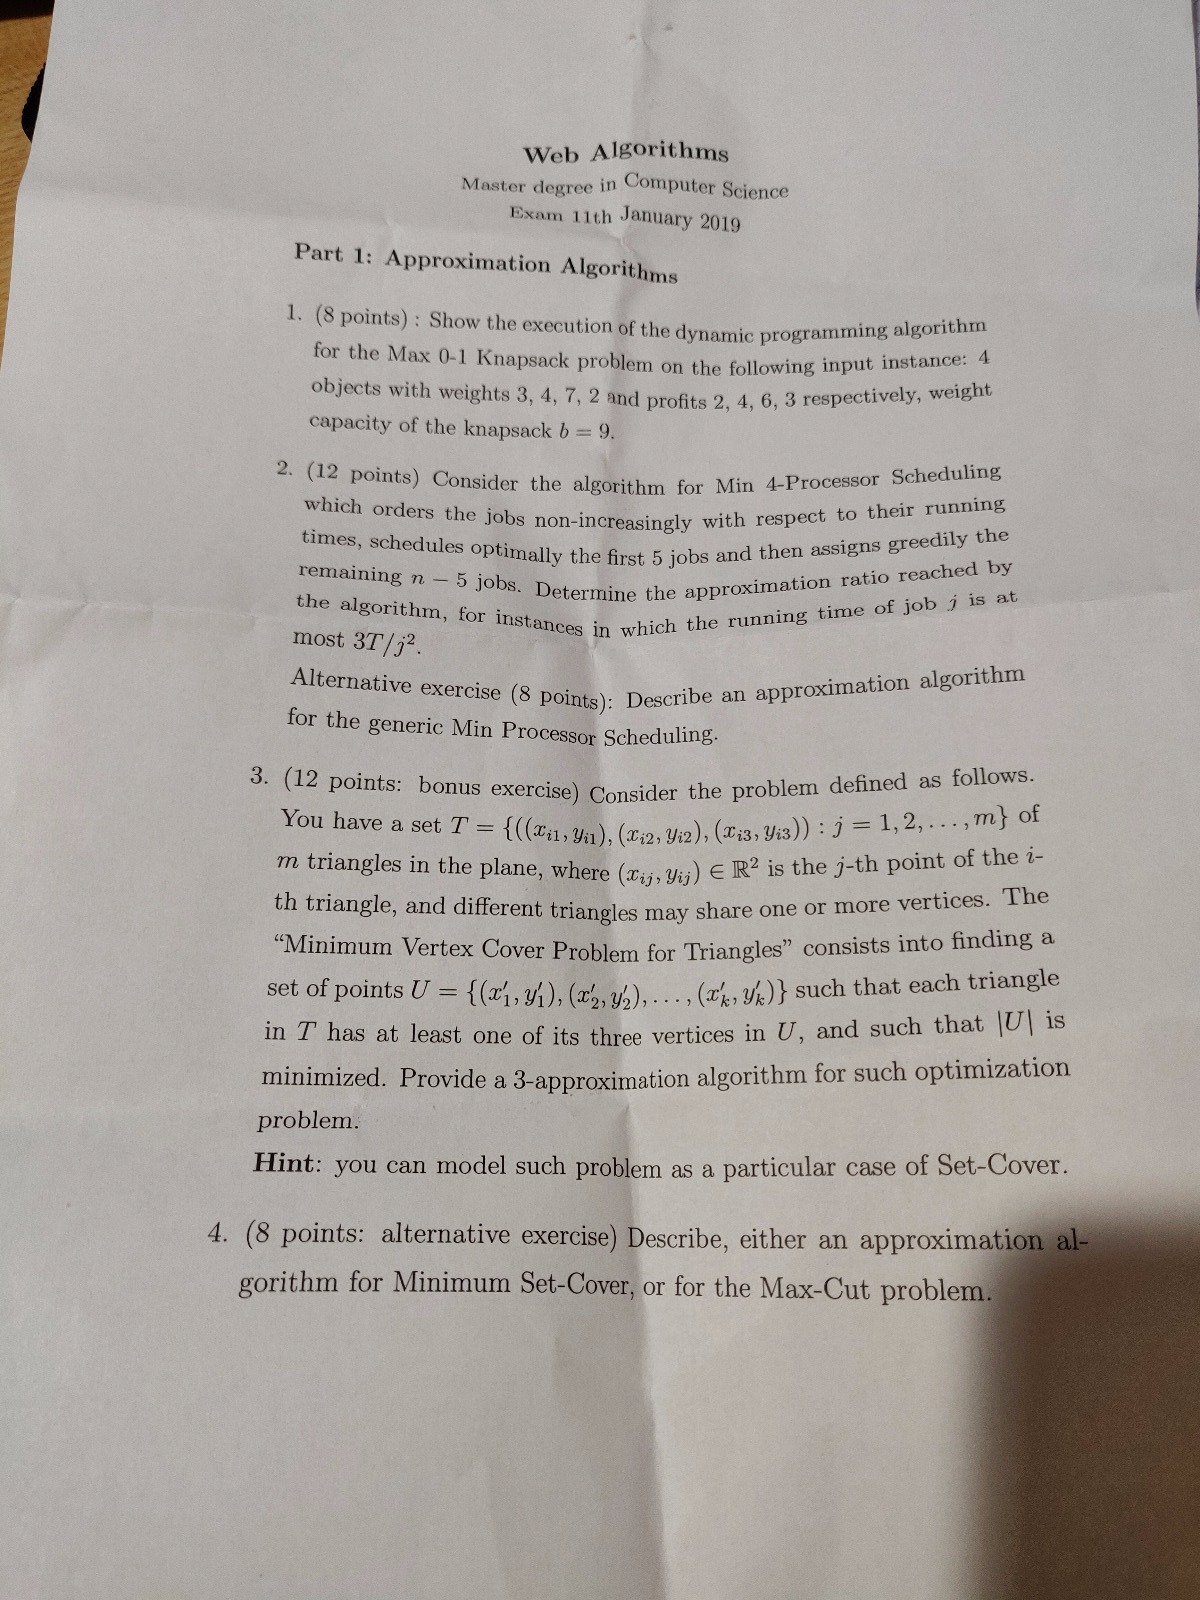 Web Algorithms
Master degree in Computer Science
Exam 11th January 2019
Part 1: Approximation Algorithms
1. (8 points) : Show the execution of the dynamic programming algorithm
for the Max 0-1 Knapsack problem on the following input instance: 4
objects with weights 3, 4, 7, 2 and profits 2, 4, 6, 3 respectively, weight
capacity of the knapsack b = 9.
2. (12 points) Consider the algorithm for Min 4-Processor Scheduling
which orders the jobs non-increasingly with respect to their running
times, schedules optimally the first 5 jobs and then assigns greedily the
remaining n − 5 jobs. Determine the approximation ratio reached by
the algorithm, for instances in which the running time of job j is at
most 3T/j².
Alternative exercise (8 points): Describe an approximation algorithm
for the generic Min Processor Scheduling.
3. (12 points: bonus exercise) Consider the problem defined as follows.
You have a set T = {((x_{i1}, y_{i1}), (x_{i2}, y_{i2}), (x_{i3}, y_{i3})) : j = 1, 2, . . . , m} of
m triangles in the plane, where (x_{ij}, y_{ij}) ∈ ℝ² is the j-th point of the i-
th triangle, and different triangles may share one or more vertices. The
“Minimum Vertex Cover Problem for Triangles” consists into finding a
set of points U = {(x′₁, y′₁), (x′₂, y′₂), . . . , (x′ₖ, y′ₖ)} such that each triangle
in T has at least one of its three vertices in U, and such that |U| is
minimized. Provide a 3-approximation algorithm for such optimization
problem.
Hint: you can model such problem as a particular case of Set-Cover.
4. (8 points: alternative exercise) Describe, either an approximation al-
gorithm for Minimum Set-Cover, or for the Max-Cut problem.